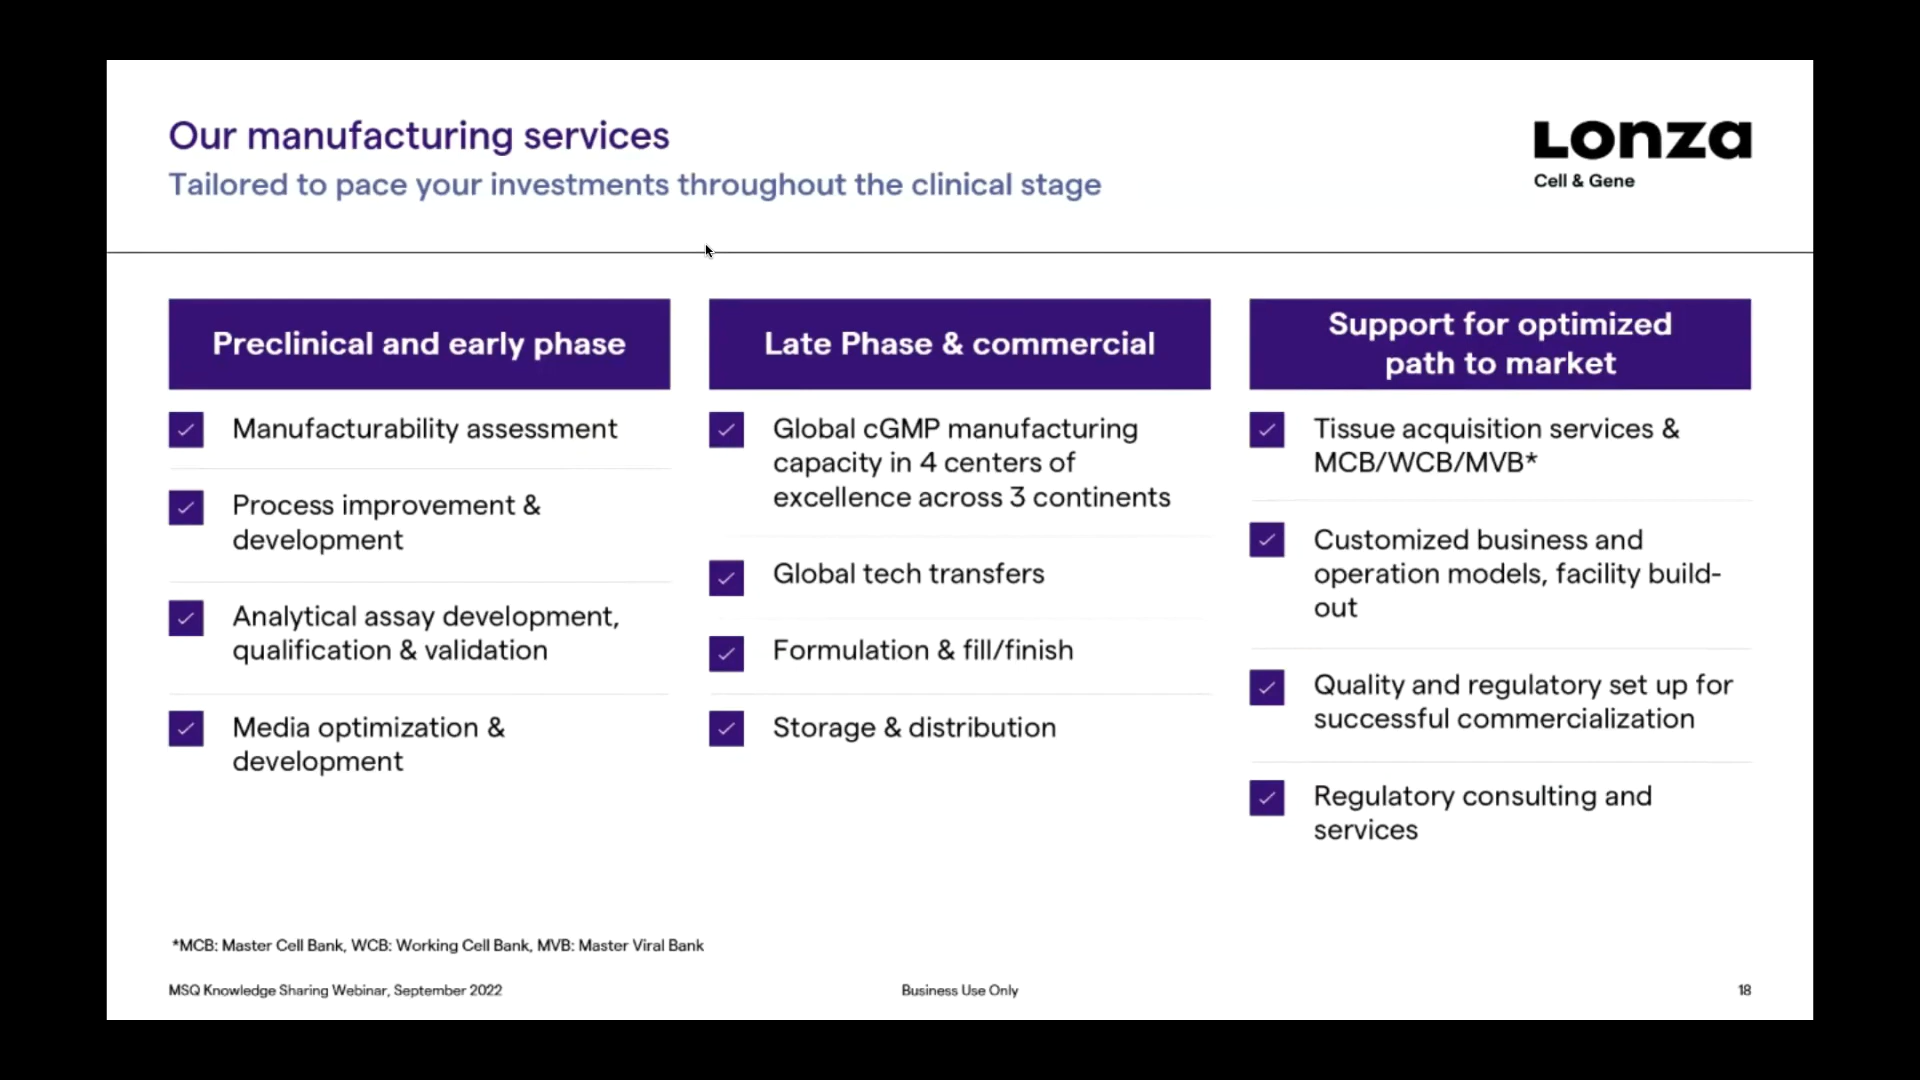 Our manufacturing services
Tailored to pace your investments throughout the clinical stage
Lonza
Cell & Gene
Preclinical and early phase
Manufacturability assessment
Process improvement &
development
Analytical assay development,
qualification & validation
Media optimization &
development
Late Phase & commercial
Global cGMP manufacturing
capacity in 4 centers of
excellence across 3 continents
Global tech transfers
Formulation & fill/finish
Storage & distribution
Support for optimized
path to market
Tissue acquisition services &
MCB/WCB/MVB*
Customized business and
operation models, facility build-
out
Quality and regulatory set up for
successful commercialization
Regulatory consulting and
services
*MCB: Master Cell Bank, WCB: Working Cell Bank, MVB: Master Viral Bank
MSQ Knowledge Sharing Webinar, September 2022
Business Use Only
18